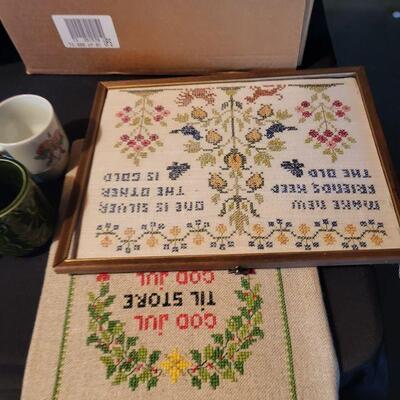 MAKE NEW
FRIENDS KEEP
THE OLD
ONE IS SILVER
THE OTHER
IS GOLD
GOD JUL
TIL STORE
GOD JUL